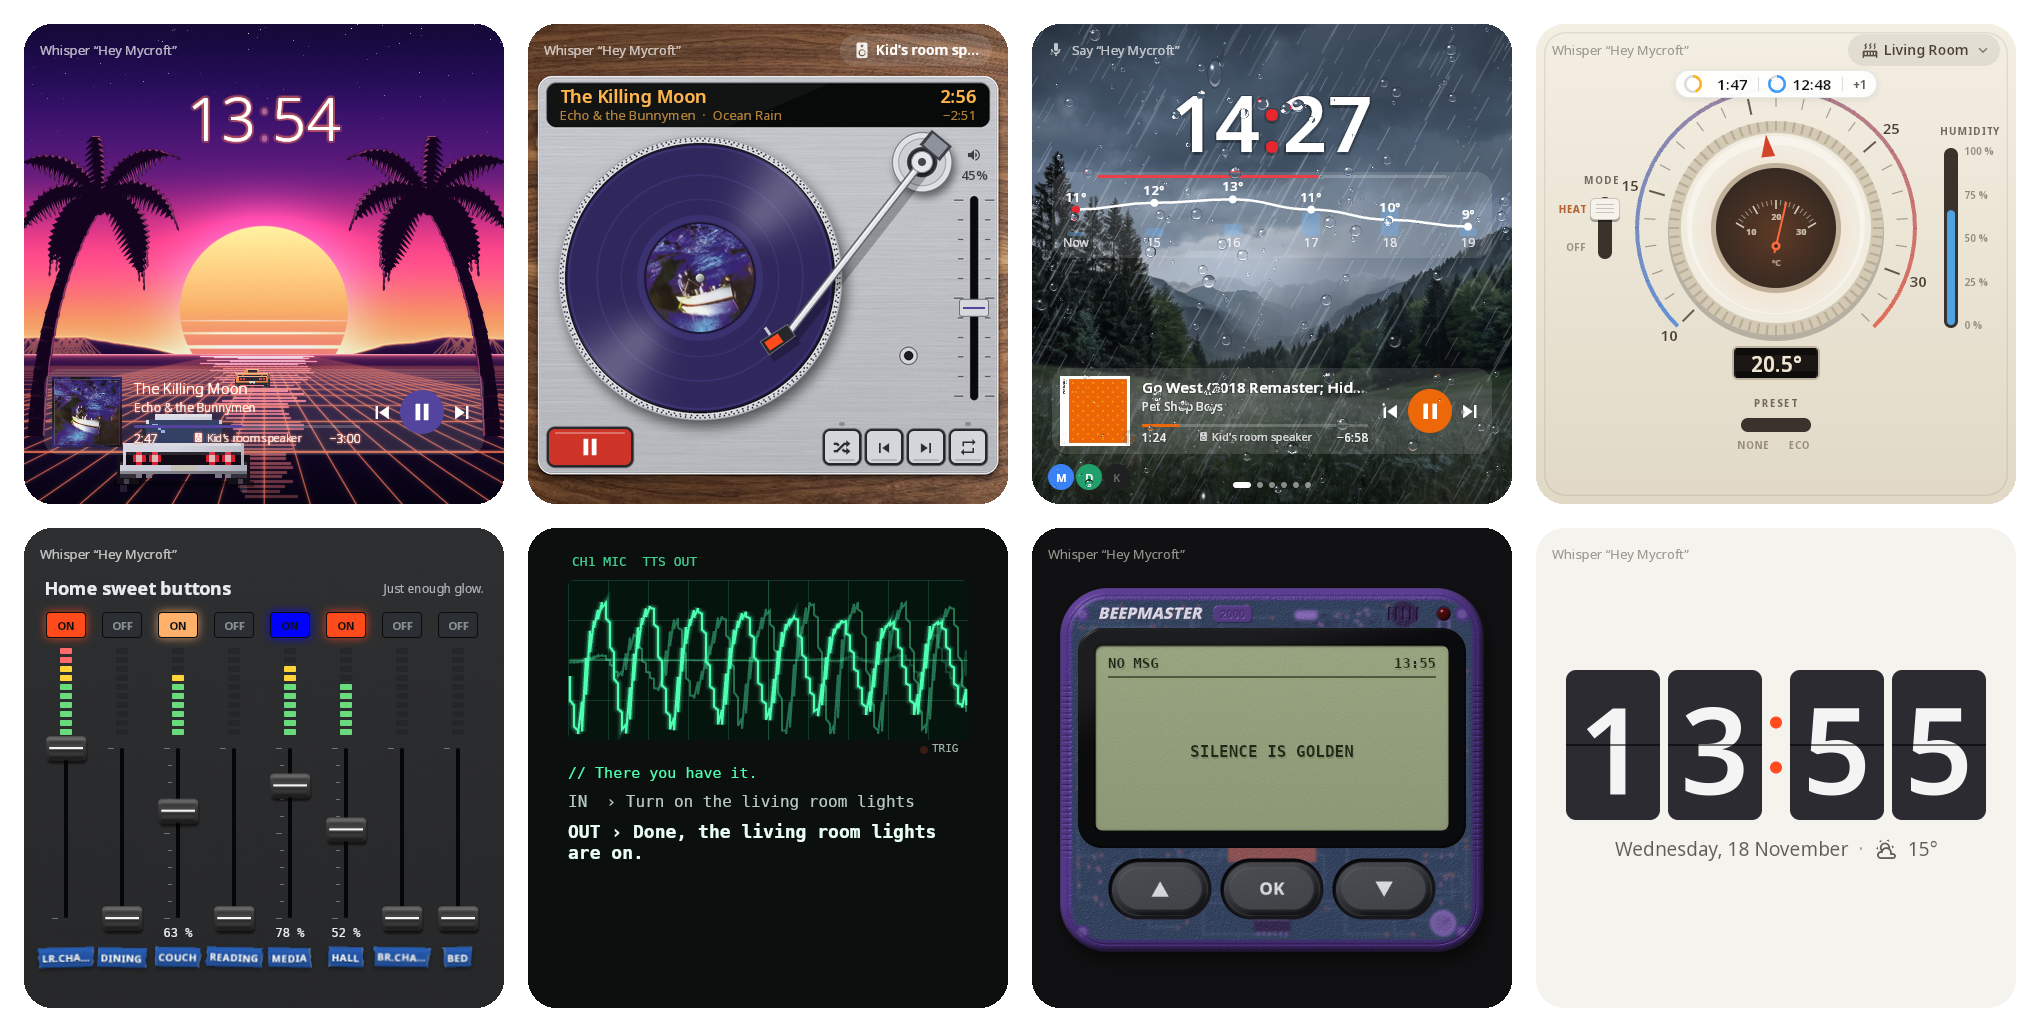 Whisper “Hey Mycroft”
13:54
The Killing Moon
Echo & the Bunnymen
2:47 Kid's room speaker −3:00
Whisper “Hey Mycroft”
Kid's room sp...
The Killing Moon 2:56
Echo & the Bunnymen · Ocean Rain −2:51
45%
Say “Hey Mycroft”
14:27
11° 12° 13° 11° 10° 9°
Now 15 16 17 18 19
Go West (2018 Remaster; Hid...
Pet Shop Boys
1:24 Kid's room speaker −6:58
M D K
Whisper “Hey Mycroft”
Living Room
1:47 12:48 +1
HUMIDITY
100 %
75 %
50 %
25 %
0 %
MODE
HEAT
OFF
10 15 25 30
10 20 30
°C
20.5°
PRESET
NONE ECO
Whisper “Hey Mycroft”
Home sweet buttons
Just enough glow.
ON OFF ON OFF ON ON OFF OFF
63 % 78 % 52 %
LR.CHA... DINING COUCH READING MEDIA HALL BR.CHA... BED
CH1 MIC TTS OUT
TRIG
// There you have it.
IN › Turn on the living room lights
OUT › Done, the living room lights
are on.
Whisper “Hey Mycroft”
BEEPMASTER 2000
NO MSG 13:55
SILENCE IS GOLDEN
▲ OK ▼
Whisper “Hey Mycroft”
13:55
Wednesday, 18 November · 15°